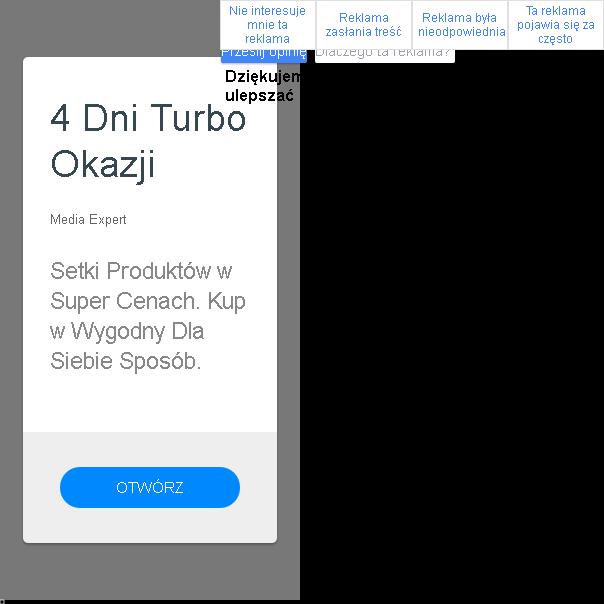 Nie interesuje
mnie ta
reklama
Reklama
zasłania treść
Reklama była
nieodpowiednia
Ta reklama
pojawia się za
często
Prześlij opinię
Dlaczego ta reklama?
ulepszać
4 Dni Turbo
Okazji
Media Expert
Setki Produktów w
Super Cenach. Kup
w Wygodny Dla
Siebie Sposób.
OTWÓRZ